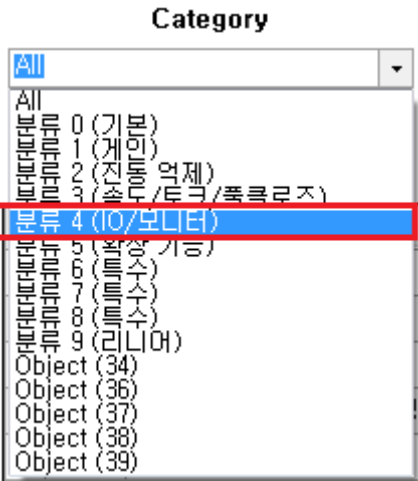 Category
All
All
분류 0 (기본)
분류 1 (게인)
분류 2 (진동 억제)
분류 3 (속도/토크/풀클로즈)
분류 4 (IO/모니터)
분류 5 (확장 기능)
분류 6 (특수)
분류 7 (특수)
분류 8 (특수)
분류 9 (리니어)
Object (34)
Object (36)
Object (37)
Object (38)
Object (39)